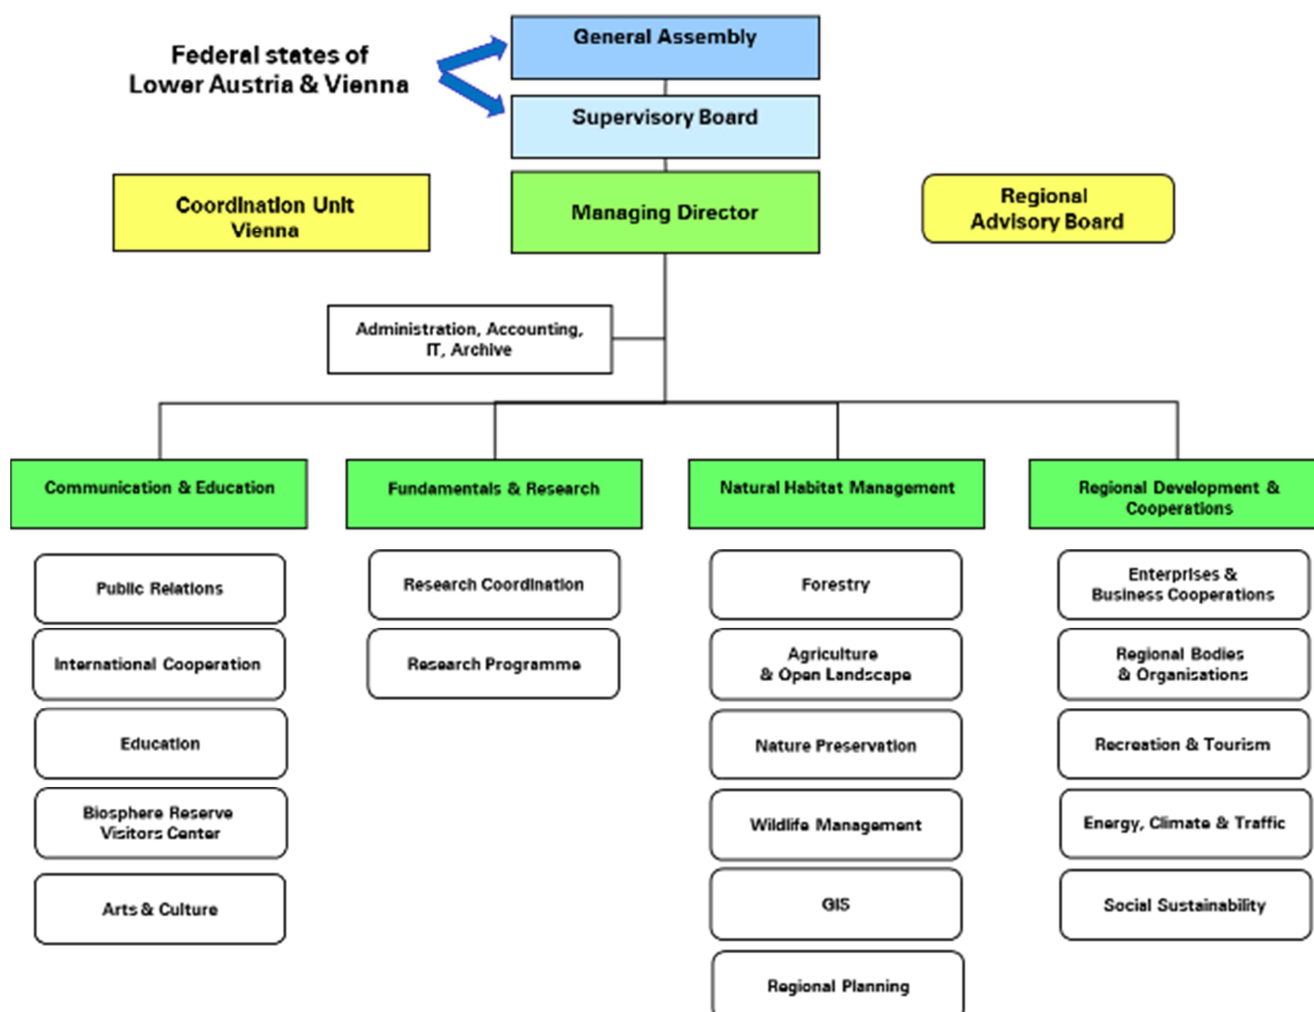 General Assembly
Federal states of
Lower Austria & Vienna
Supervisory Board
Coordination Unit
Vienna
Managing Director
Regional
Advisory Board
Administration, Accounting,
IT, Archive
Communication & Education
Fundamentals & Research
Natural Habitat Management
Regional Development &
Cooperations
Public Relations
International Cooperation
Education
Biosphere Reserve
Visitors Center
Arts & Culture
Research Coordination
Research Programme
Forestry
Agriculture
& Open Landscape
Nature Preservation
Wildlife Management
GIS
Regional Planning
Enterprises &
Business Cooperations
Regional Bodies
& Organisations
Recreation & Tourism
Energy, Climate & Traffic
Social Sustainability